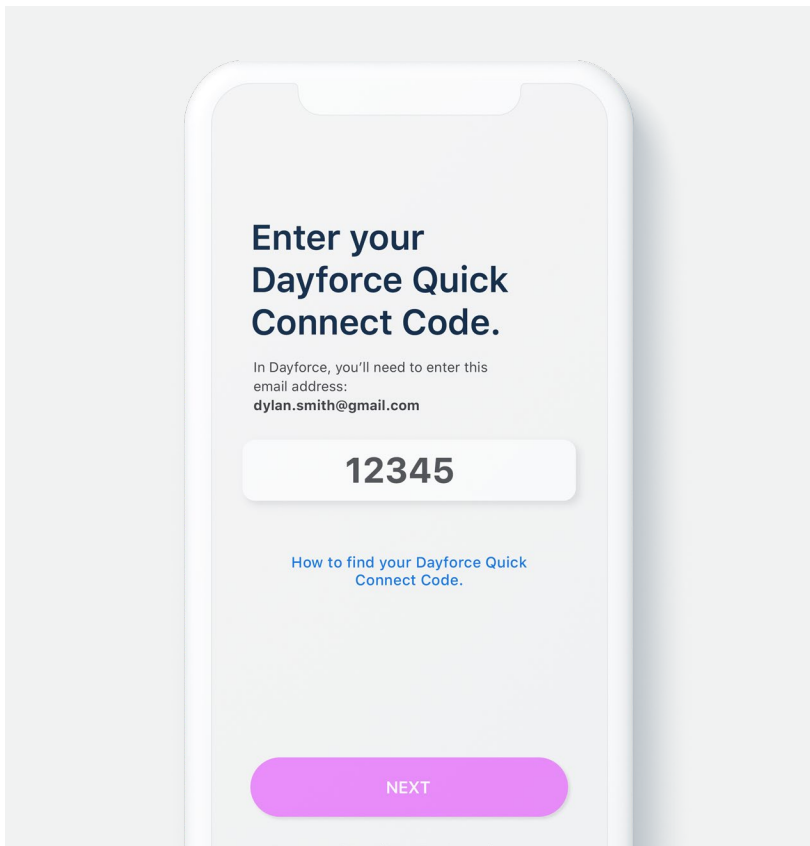 Enter your
Dayforce Quick
Connect Code.
In Dayforce, you’ll need to enter this
email address:
dylan.smith@gmail.com
12345
How to find your Dayforce Quick
Connect Code.
NEXT